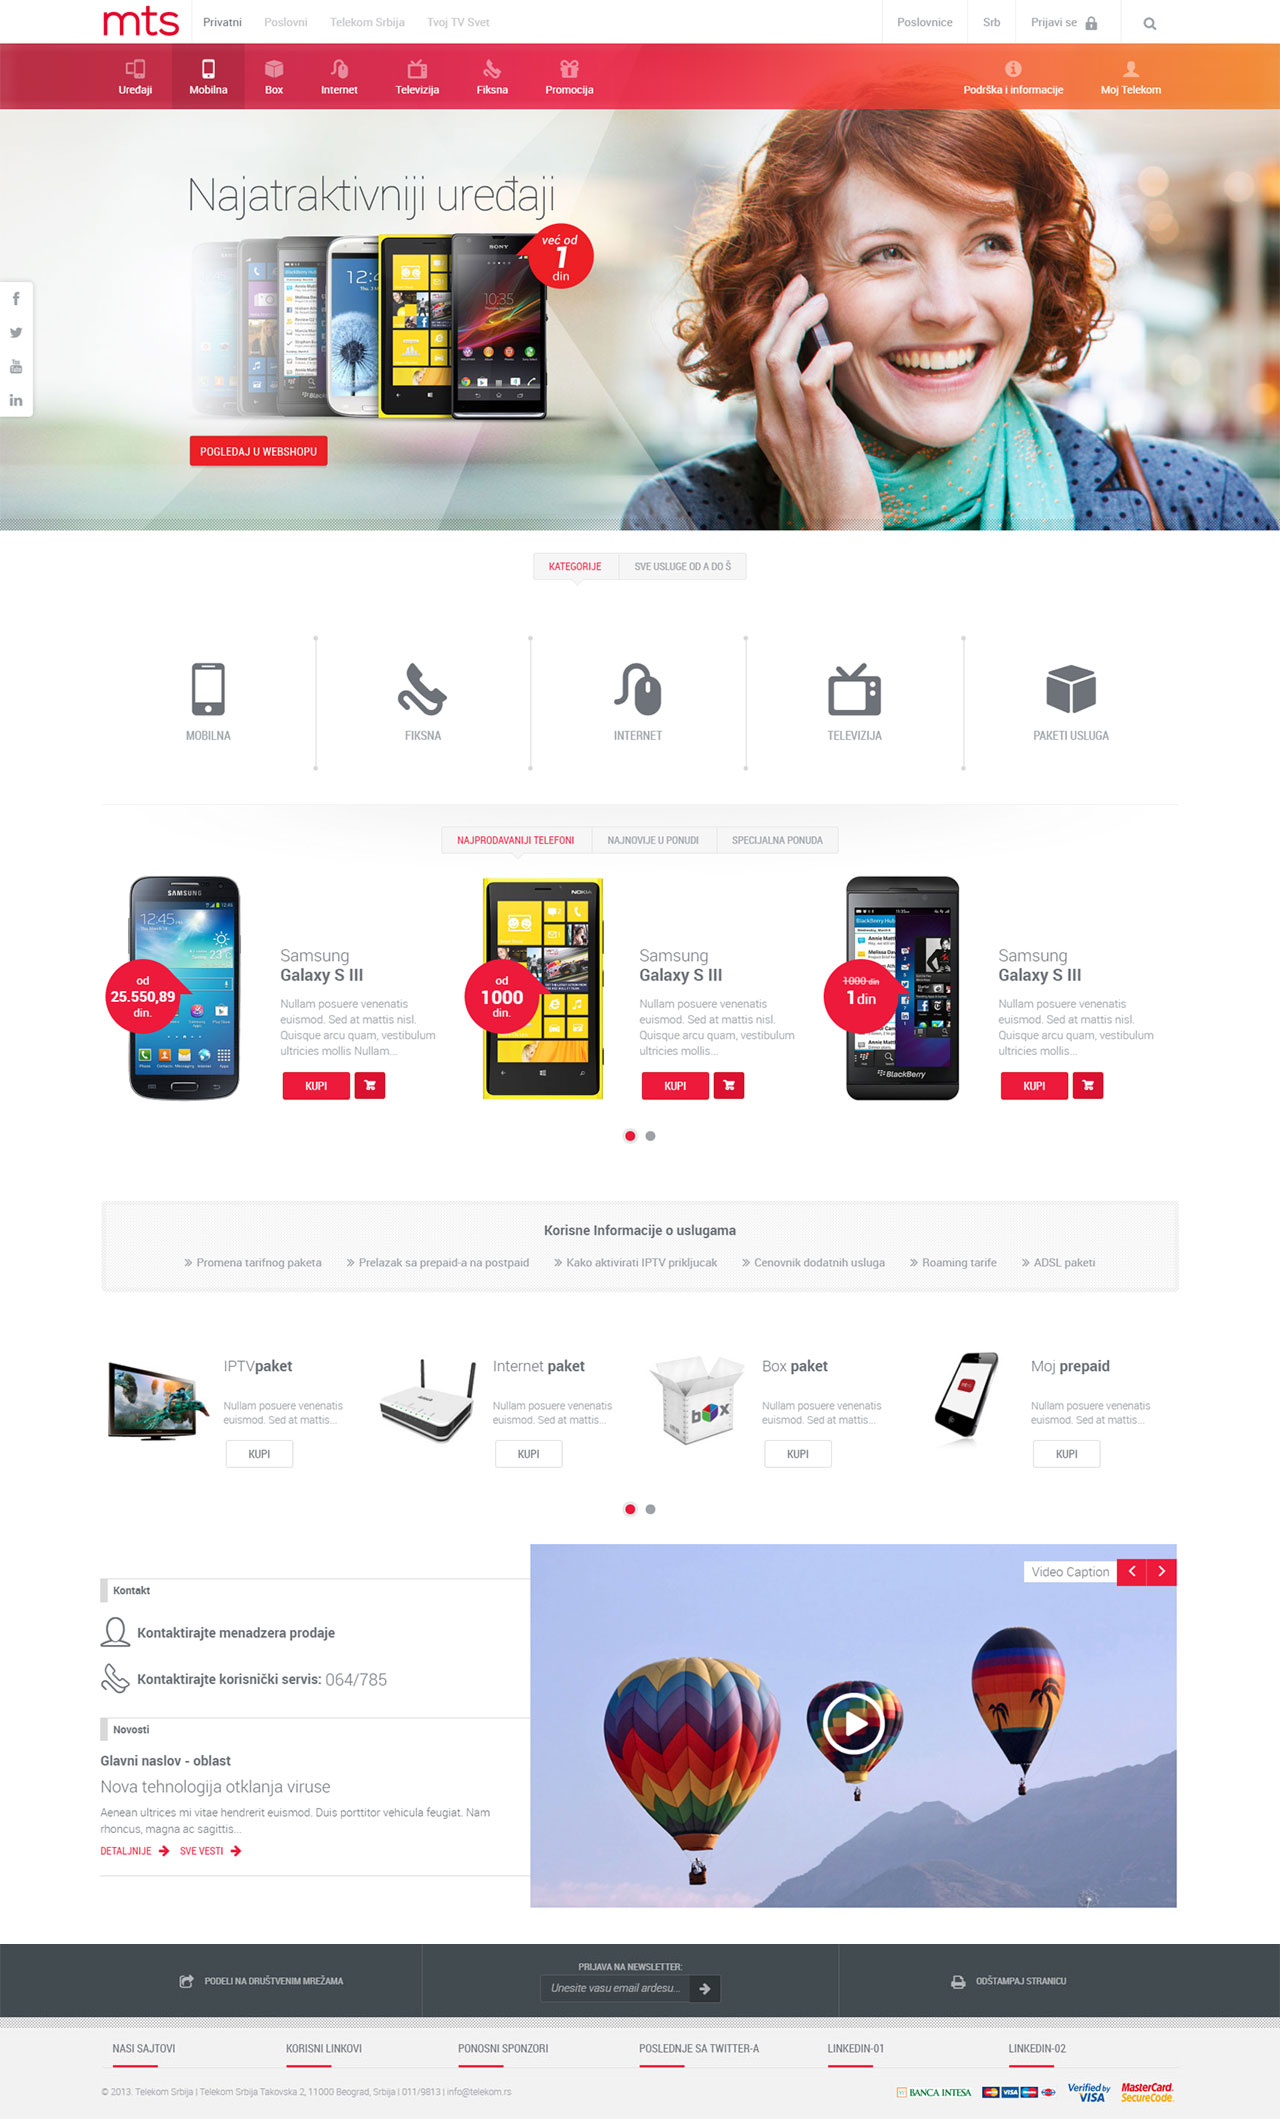 mts
Privatni
Poslovni
Telekom Srbija
Tvoj TV Svet
Poslovnice
Srb
Prijavi se
Uređaji
Mobilna
Box
Internet
Televizija
Fiksna
Promocija
Podrška i informacije
Moj Telekom
Najatraktivniji uređaji
već od
1
din
SONY
10:35
POGLEDAJ U WEBSHOPU
KATEGORIJE
SVE USLUGE OD A DO Š
MOBILNA
FIKSNA
INTERNET
TELEVIZIJA
PAKETI USLUGA
NAJPRODAVANIJI TELEFONI
NAJNOVIJE U PONUDI
SPECIJALNA PONUDA
SAMSUNG
12:45
od
25.550,89
din.
Samsung
Galaxy S III
Nullam posuere venenatis
euismod. Sed at mattis nisl.
Quisque arcu quam, vestibulum
ultricies mollis Nullam...
KUPI
NOKIA
od
1000
din.
Samsung
Galaxy S III
Nullam posuere venenatis
euismod. Sed at mattis nisl.
Quisque arcu quam, vestibulum
ultricies mollis...
KUPI
BlackBerry Hub
1000 din
1 din
BlackBerry
Samsung
Galaxy S III
Nullam posuere venenatis
euismod. Sed at mattis nisl.
Quisque arcu quam, vestibulum
ultricies mollis...
KUPI
Korisne Informacije o uslugama
Promena tarifnog paketa
Prelazak sa prepaid-a na postpaid
Kako aktivirati IPTV prikljucak
Cenovnik dodatnih usluga
Roaming tarife
ADSL paketi
IPTVpaket
Nullam posuere venenatis
euismod. Sed at mattis...
KUPI
Internet paket
Nullam posuere venenatis
euismod. Sed at mattis...
KUPI
box
Box paket
Nullam posuere venenatis
euismod. Sed at mattis...
KUPI
Moj prepaid
Nullam posuere venenatis
euismod. Sed at mattis...
KUPI
Kontakt
Kontaktirajte menadzera prodaje
Kontaktirajte korisnički servis: 064/785
Novosti
Glavni naslov - oblast
Nova tehnologija otklanja viruse
Aenean ultrices mi vitae hendrerit euismod. Duis porttitor vehicula feugiat. Nam
rhoncus, magna ac sagittis...
DETALJNIJE
SVE VESTI
Video Caption
PODELI NA DRUŠTVENIM MREŽAMA
PRIJAVA NA NEWSLETTER:
Unesite vasu email ardesu...
ODŠTAMPAJ STRANICU
NASI SAJTOVI
KORISNI LINKOVI
PONOSNI SPONZORI
POSLEDNJE SA TWITTER-A
LINKEDIN-01
LINKEDIN-02
© 2013. Telekom Srbija | Telekom Srbija Takovska 2, 11000 Beograd, Srbija | 011/9813 | info@telekom.rs
BANCA INTESA
VISA
Verified by
VISA
MasterCard.
SecureCode.